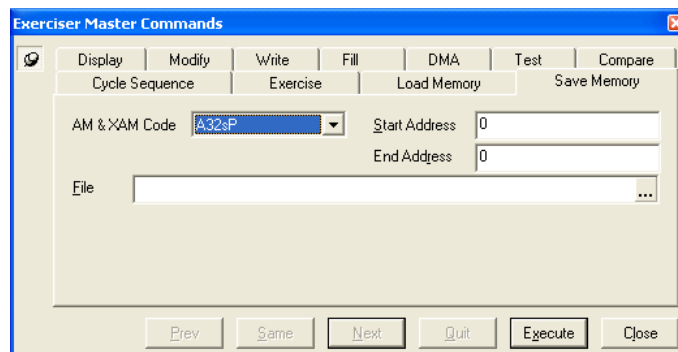 Exerciser Master Commands
Display Modify Write Fill DMA Test Compare
Cycle Sequence Exercise Load Memory Save Memory
AM & XAM Code A32sP Start Address 0
End Address 0
File ...
Prev Same Next Quit Execute Close